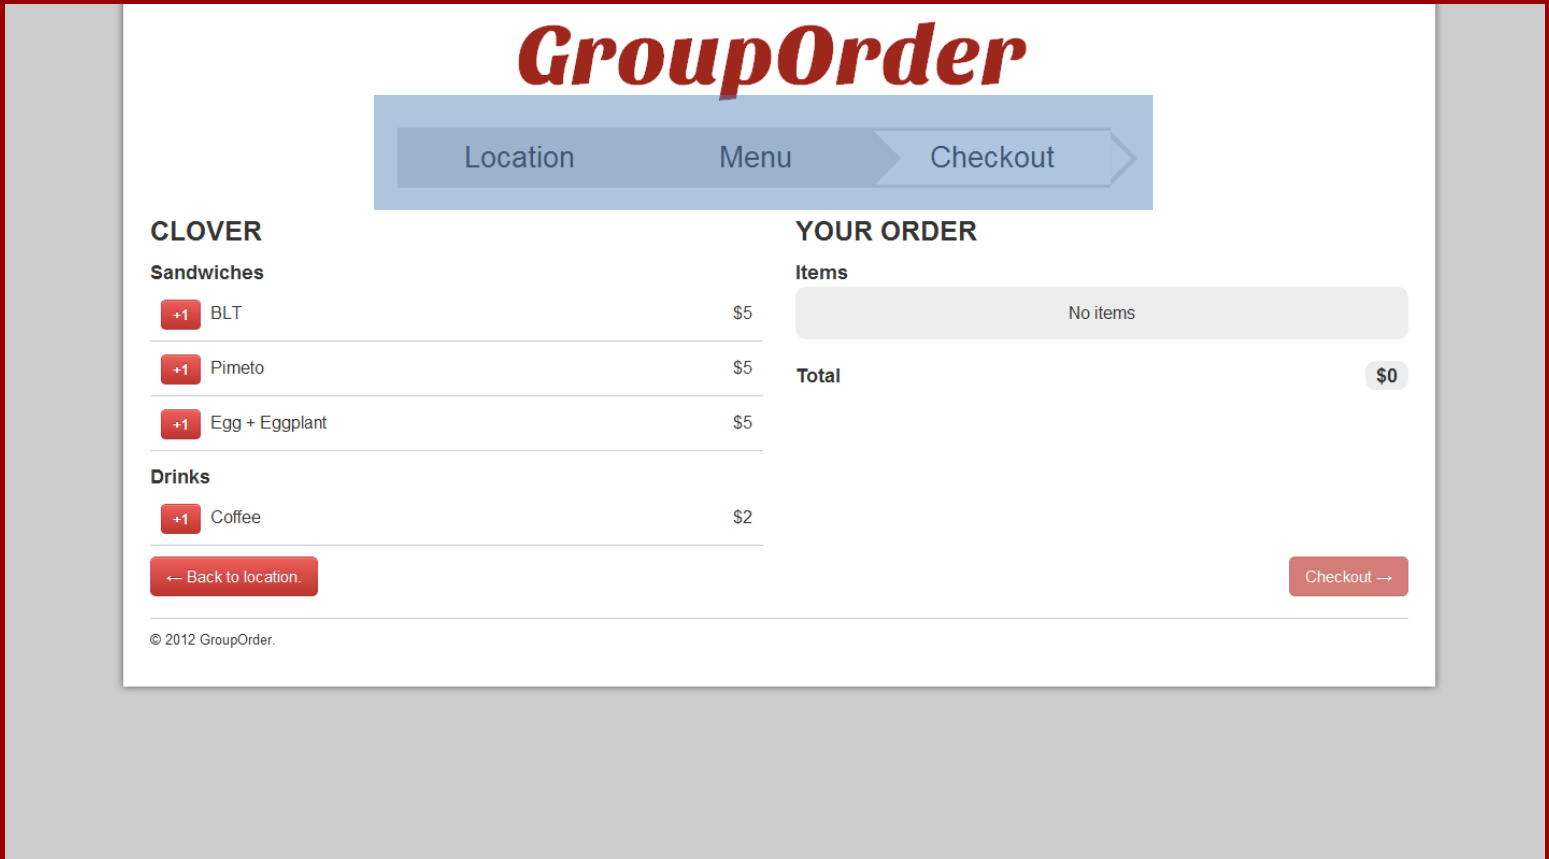 GroupOrder
Location Menu Checkout
CLOVER
Sandwiches
+1 BLT $5
+1 Pimeto $5
+1 Egg + Eggplant $5
Drinks
+1 Coffee $2
← Back to location.
YOUR ORDER
Items
No items
Total $0
Checkout →
© 2012 GroupOrder.